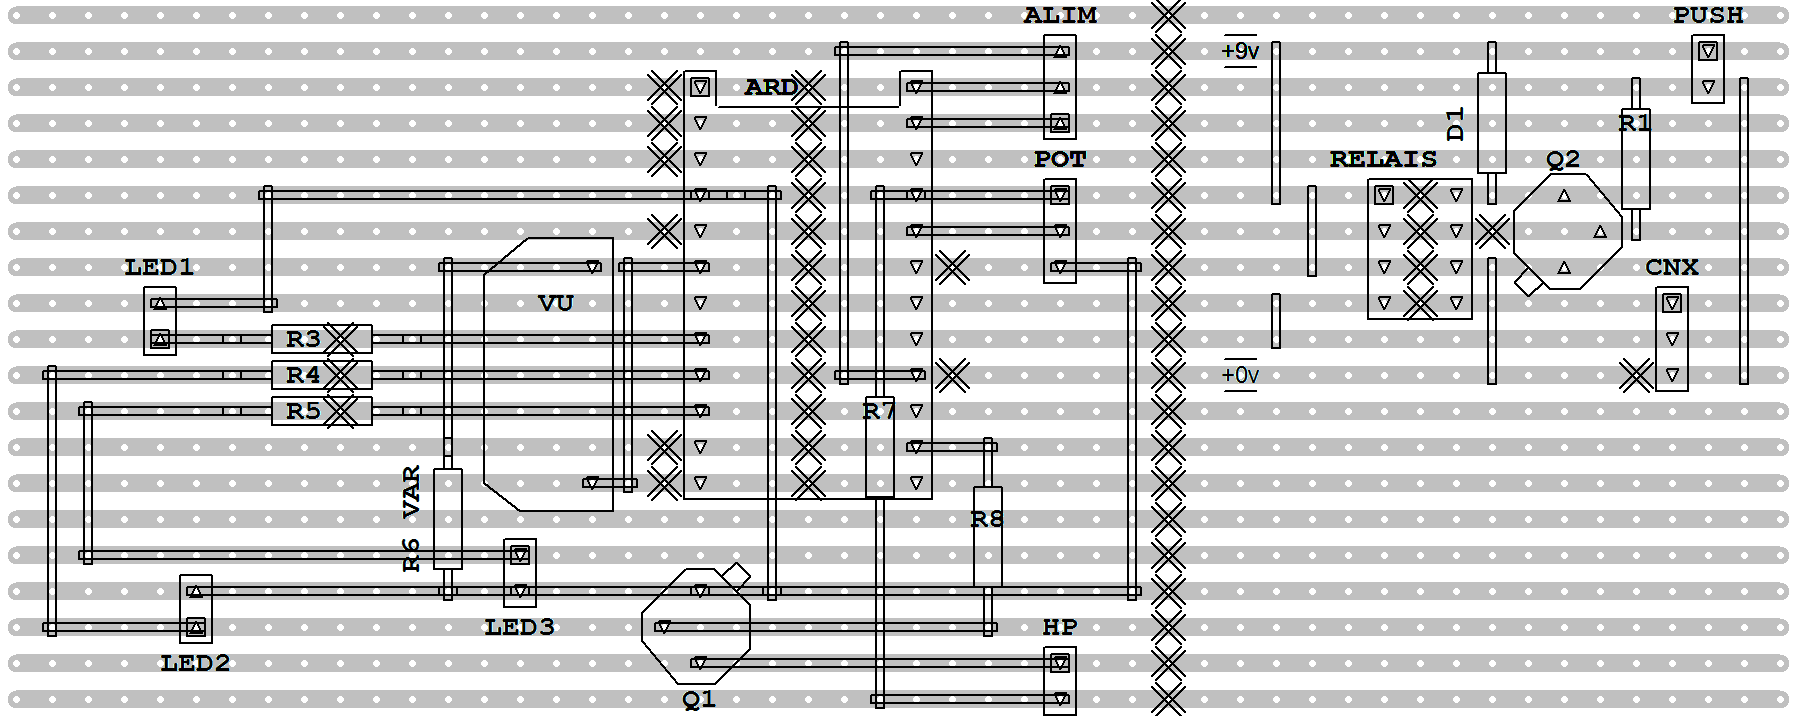 ALIM
PUSH
+9v
ARD
D1
R1
POT
RELAIS
Q2
LED1
CNX
VU
R3
R4
+0v
R5
R7
R6 VAR
R8
LED3
HP
LED2
Q1